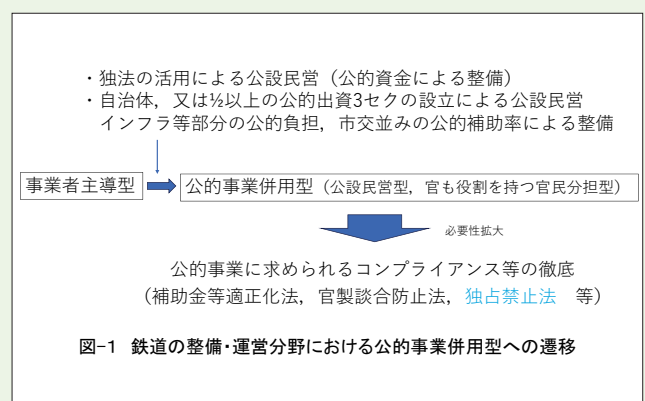 ・独法の活用による公設民営（公的資金による整備）
・自治体，又は½以上の公的出資3セクの設立による公設民営
インフラ等部分の公的負担，市交並みの公的補助率による整備
事業者主導型
公的事業併用型（公設民営型，官も役割を持つ官民分担型）
必要性拡大
公的事業に求められるコンプライアンス等の徹底
（補助金等適正化法，官製談合防止法，独占禁止法　等）
図−1　鉄道の整備・運営分野における公的事業併用型への遷移